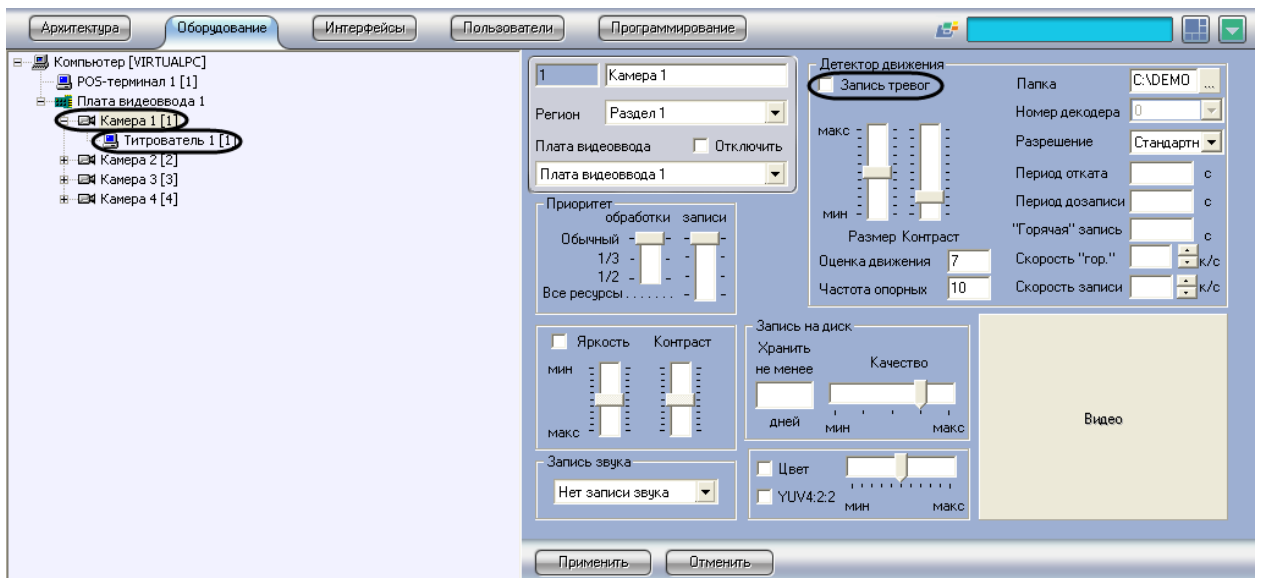 Архитектура Оборудование Интерфейсы Пользователи Программирование
Компьютер [VIRTUALPC]
POS-терминал 1 [1]
Плата видеоввода 1
Камера 1 [1]
Титрователь 1 [1]
Камера 2 [2]
Камера 3 [3]
Камера 4 [4]
1 Камера 1
Регион Раздел 1
Плата видеоввода Отключить
Плата видеоввода 1
Приоритет
обработки записи
Обычный
1/3
1/2
Все ресурсы
Яркость Контраст
мин
макс
Запись звука
Нет записи звука
Детектор движения
Запись тревог
макс
мин
Размер Контраст
Оценка движения 7
Частота опорных 10
Папка C:\DEMO ...
Номер декодера 0
Разрешение Стандартн
Период отката с
Период дозаписи с
"Горячая" запись с
Скорость "гор." к/с
Скорость записи к/с
Запись на диск
Хранить
не менее
дней
Качество
мин макс
Цвет
YUV4:2:2
мин макс
Видео
Применить Отменить